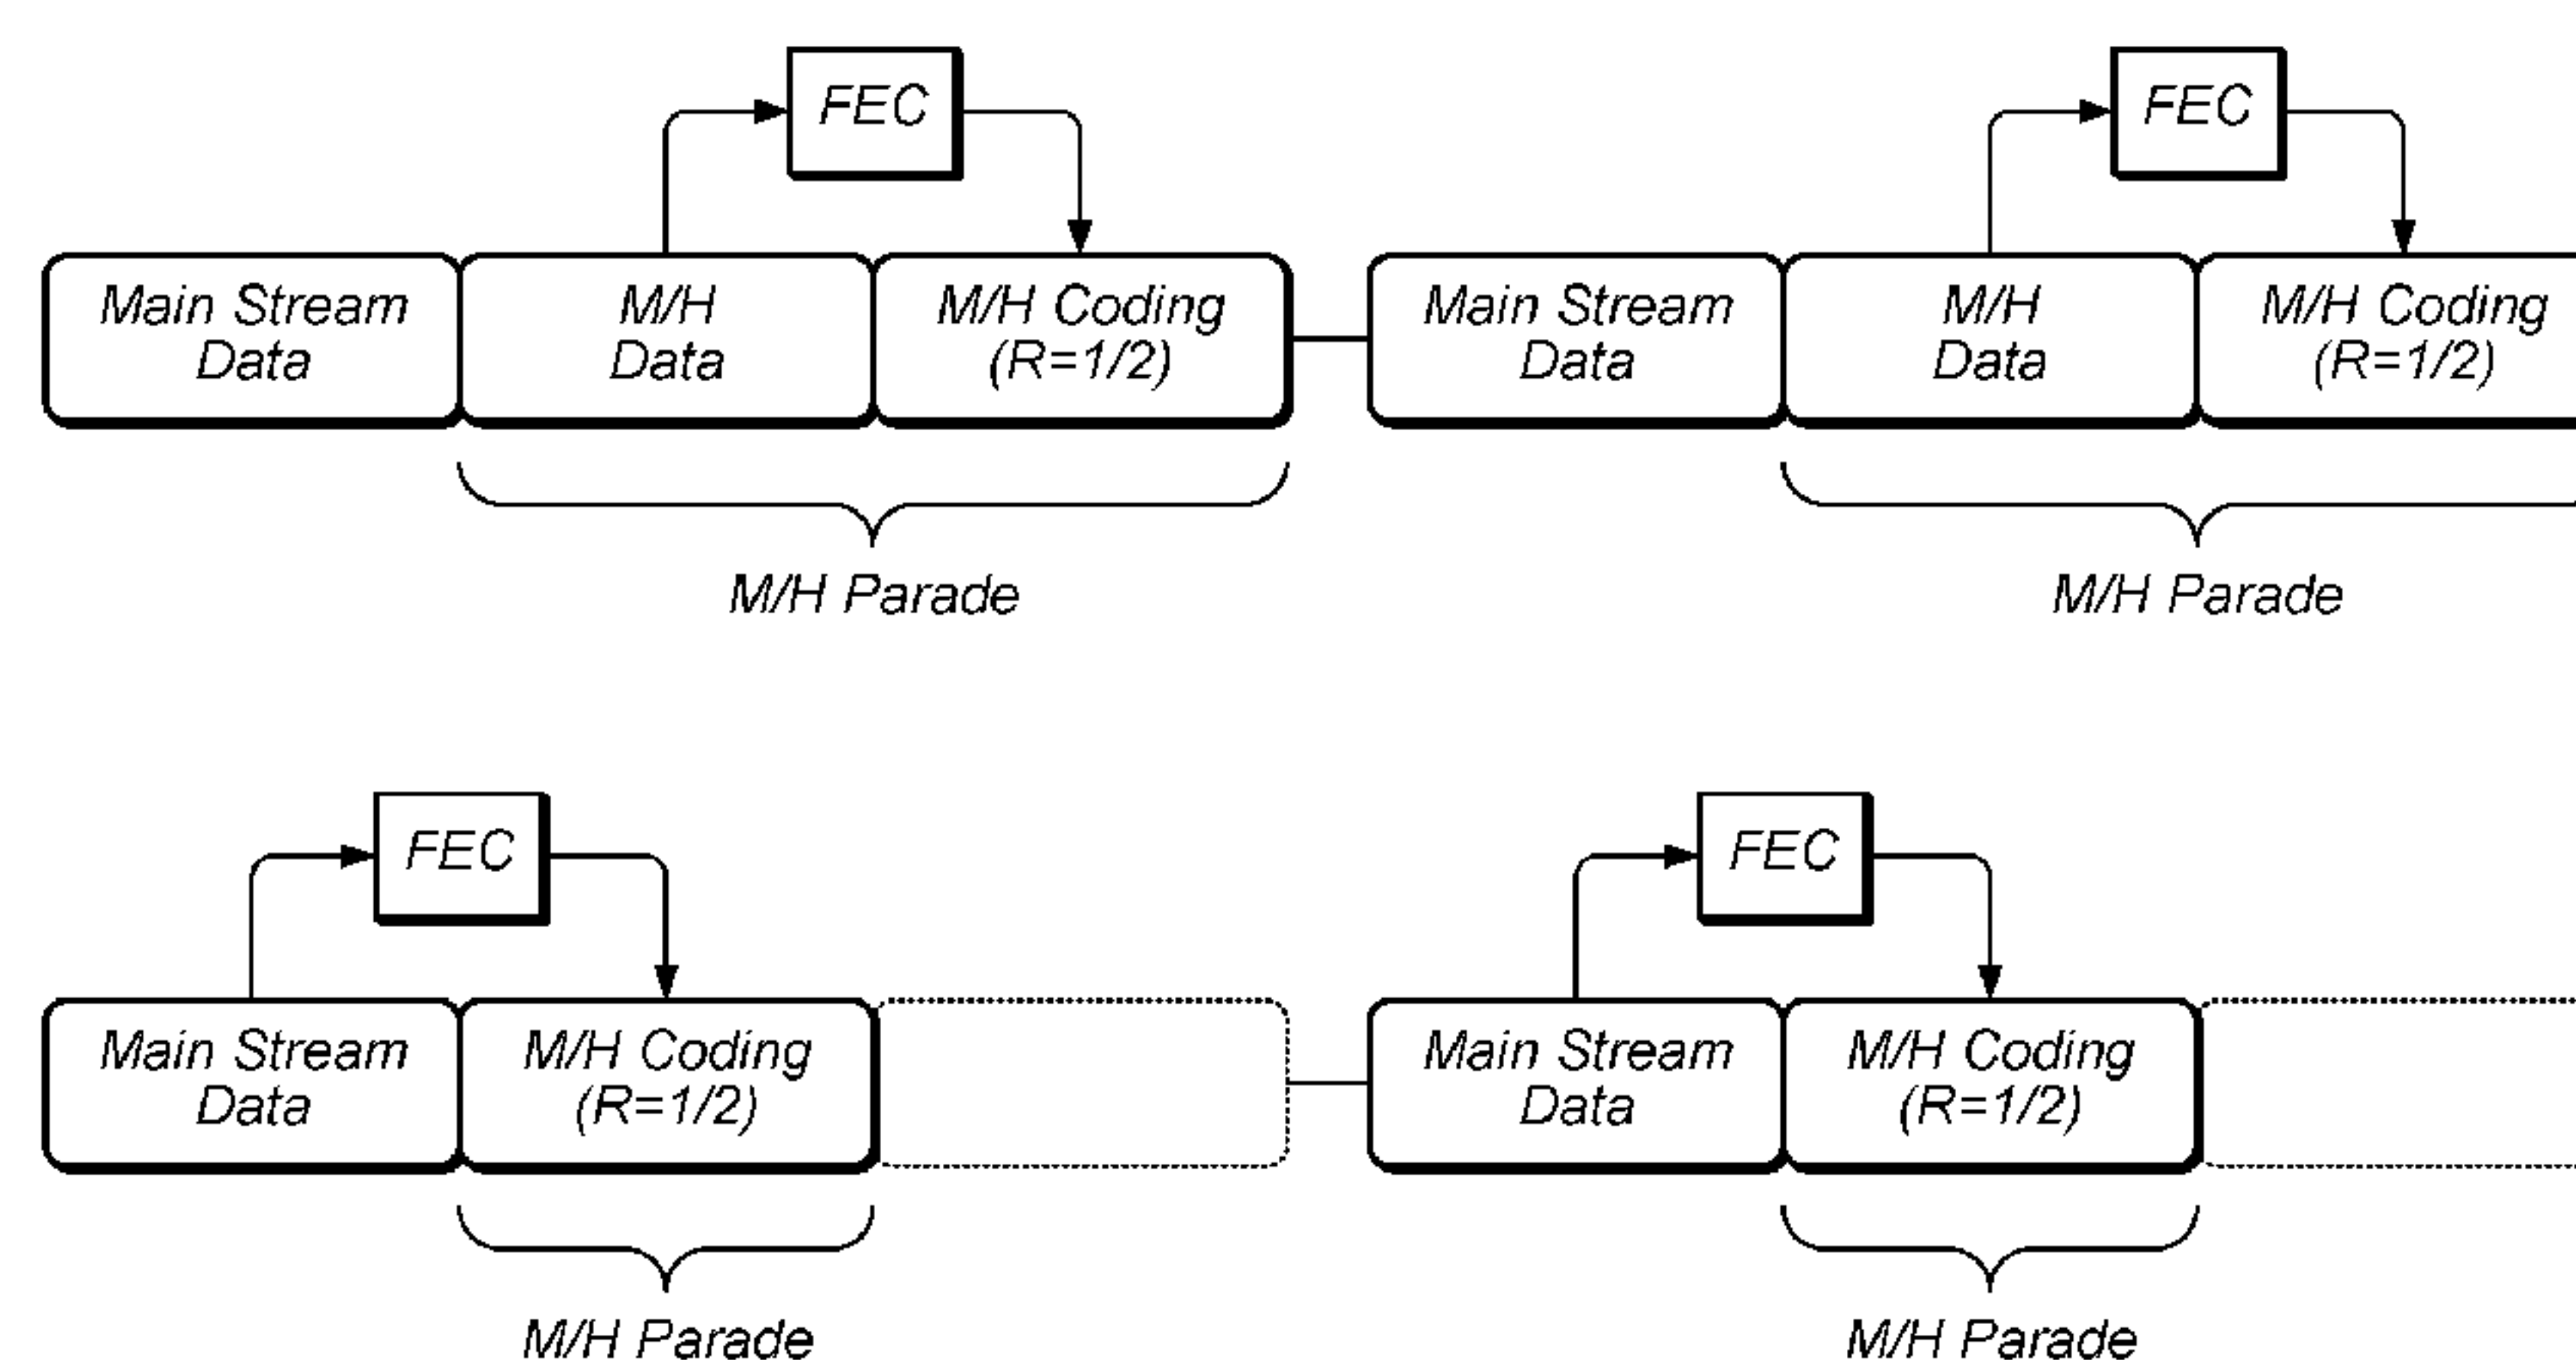 FEC
FEC
Main Stream
Data
M/H
Data
M/H Coding
(R=1/2)
Main Stream
Data
M/H
Data
M/H Coding
(R=1/2)
M/H Parade
M/H Parade
FEC
FEC
Main Stream
Data
M/H Coding
(R=1/2)
Main Stream
Data
M/H Coding
(R=1/2)
M/H Parade
M/H Parade